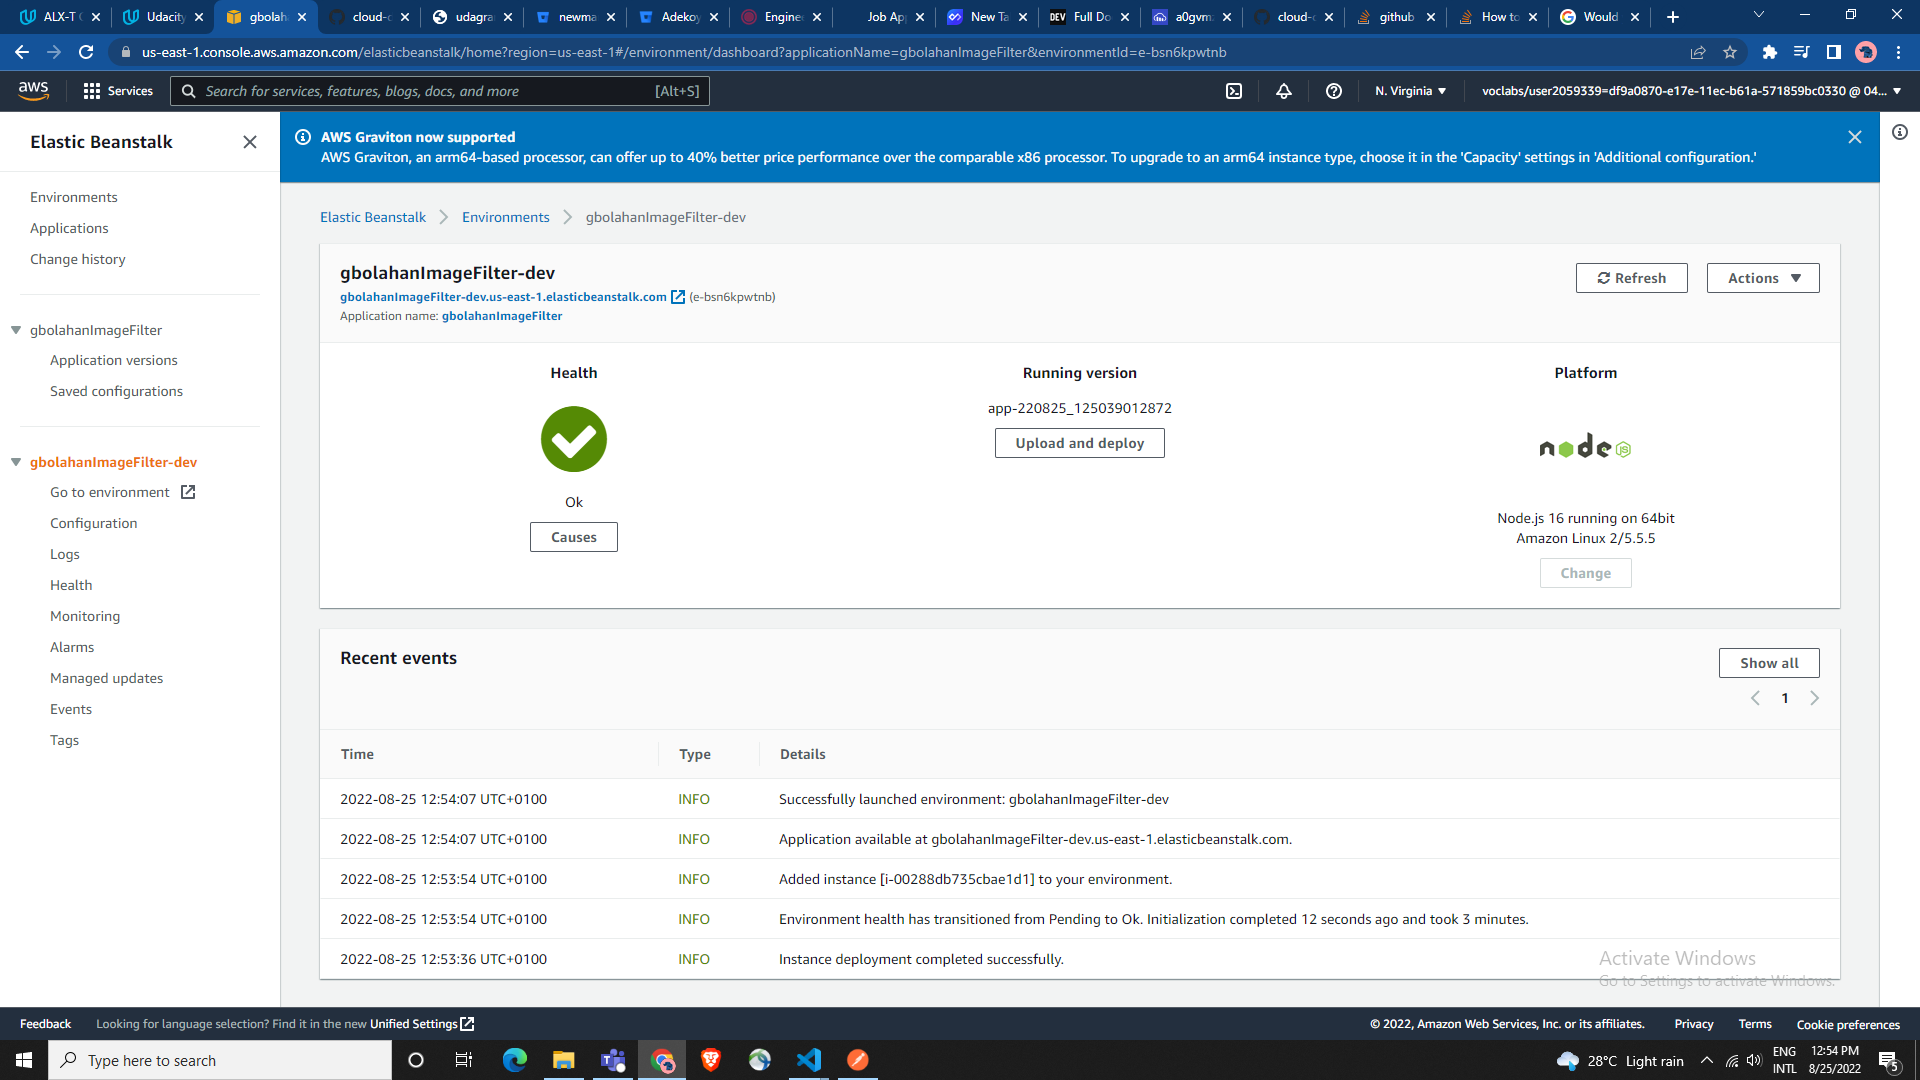 ALX-T C
Udacity
gbolaha
cloud-c
udagra
newma
Adekoy
Engine
Job Ap
New Ta
Full Do
a0gvm
cloud-c
github
How to
Would
us-east-1.console.aws.amazon.com/elasticbeanstalk/home?region=us-east-1#/environment/dashboard?applicationName=gbolahanImageFilter&environmentId=e-bsn6kpwtnb
aws
Services
Search for services, features, blogs, docs, and more
[Alt+S]
N. Virginia
voclabs/user2059339=df9a0870-e17e-11ec-b61a-571859bc0330 @ 04...
Elastic Beanstalk
Environments
Applications
Change history
gbolahanImageFilter
Application versions
Saved configurations
gbolahanImageFilter-dev
Go to environment
Configuration
Logs
Health
Monitoring
Alarms
Managed updates
Events
Tags
AWS Graviton now supported
AWS Graviton, an arm64-based processor, can offer up to 40% better price performance over the comparable x86 processor. To upgrade to an arm64 instance type, choose it in the 'Capacity' settings in 'Additional configuration.'
Elastic Beanstalk
Environments
gbolahanImageFilter-dev
gbolahanImageFilter-dev
gbolahanImageFilter-dev.us-east-1.elasticbeanstalk.com (e-bsn6kpwtnb)
Application name: gbolahanImageFilter
Refresh
Actions
Health
Ok
Causes
Running version
app-220825_125039012872
Upload and deploy
Platform
node JS
Node.js 16 running on 64bit
Amazon Linux 2/5.5.5
Change
Recent events
Show all
1
Time Type Details
2022-08-25 12:54:07 UTC+0100 INFO Successfully launched environment: gbolahanImageFilter-dev
2022-08-25 12:54:07 UTC+0100 INFO Application available at gbolahanImageFilter-dev.us-east-1.elasticbeanstalk.com.
2022-08-25 12:53:54 UTC+0100 INFO Added instance [i-00288db735cbae1d1] to your environment.
2022-08-25 12:53:54 UTC+0100 INFO Environment health has transitioned from Pending to Ok. Initialization completed 12 seconds ago and took 3 minutes.
2022-08-25 12:53:36 UTC+0100 INFO Instance deployment completed successfully.
Activate Windows
Go to Settings to activate Windows.
Feedback
Looking for language selection? Find it in the new Unified Settings
© 2022, Amazon Web Services, Inc. or its affiliates.
Privacy
Terms
Cookie preferences
Type here to search
28°C Light rain
ENG
INTL
12:54 PM
8/25/2022
5